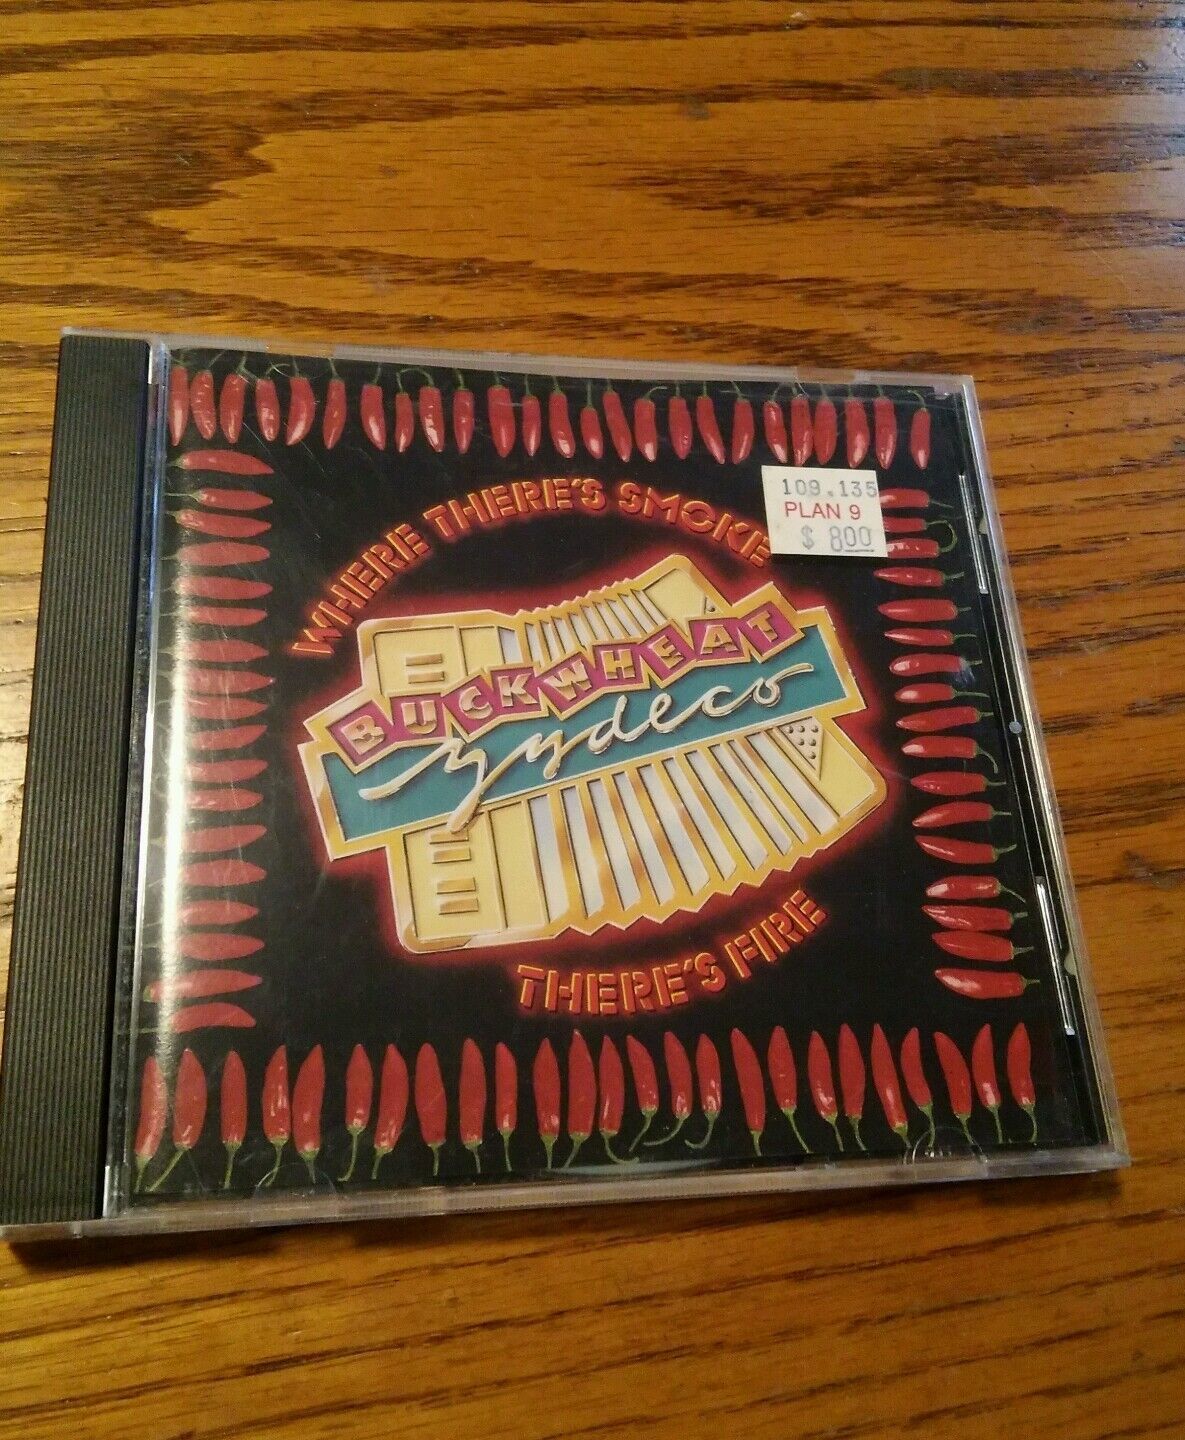 109.135
PLAN 9
$ 8.00
WHERE THERE'S SMOKE
BUCKWHEAT
zydeco
THERE'S FIRE